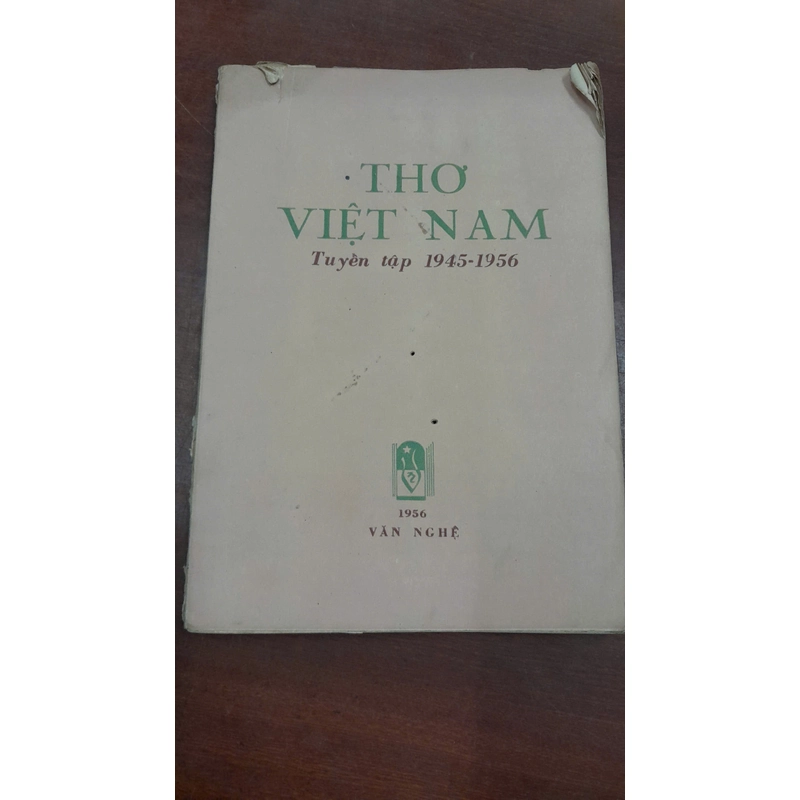 THƠ
VIỆT NAM
Tuyển tập 1945-1956
1956
VĂN NGHỆ